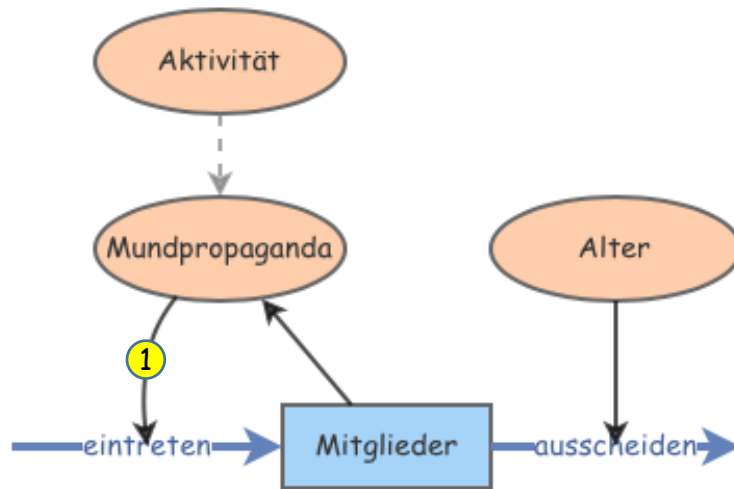 Aktivität
Mundpropaganda
Alter
1
eintreten
Mitglieder
ausscheiden